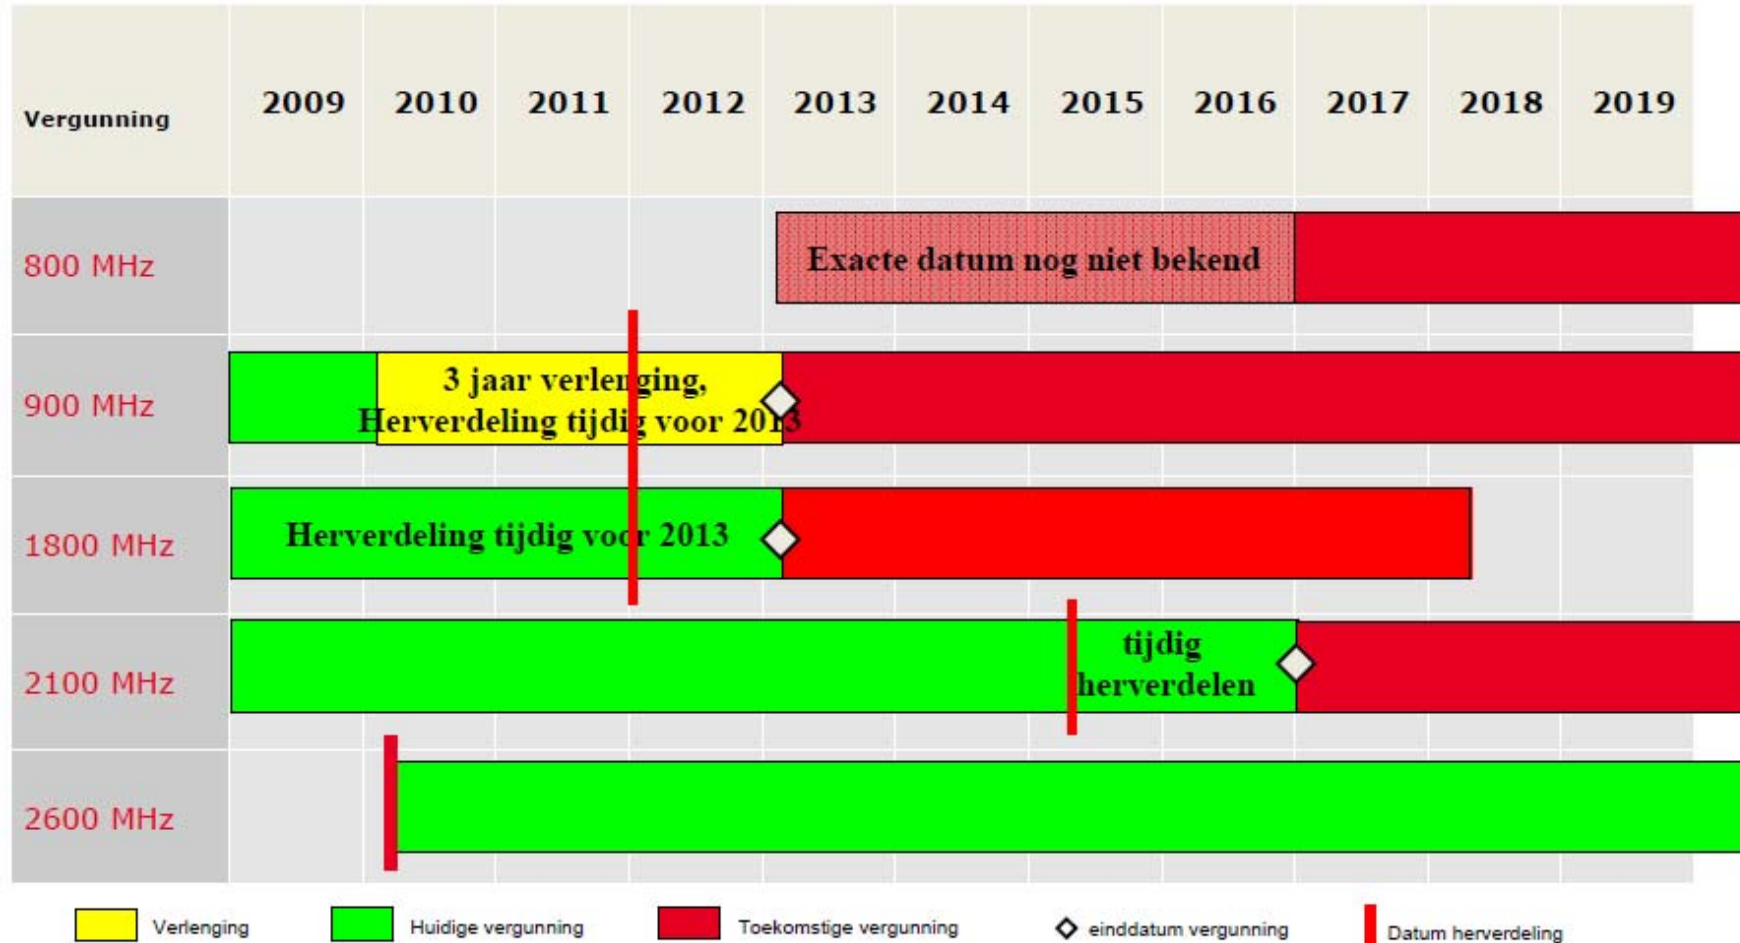 Vergunning 2009 2010 2011 2012 2013 2014 2015 2016 2017 2018 2019
800 MHz Exacte datum nog niet bekend
900 MHz
3 jaar verlenging,
Herverdeling tijdig voor 2013
1800 MHz Herverdeling tijdig voor 2013
2100 MHz
tijdig
herverdelen
2600 MHz
Verlenging Huidige vergunning Toekomstige vergunning einddatum vergunning Datum herverdeling